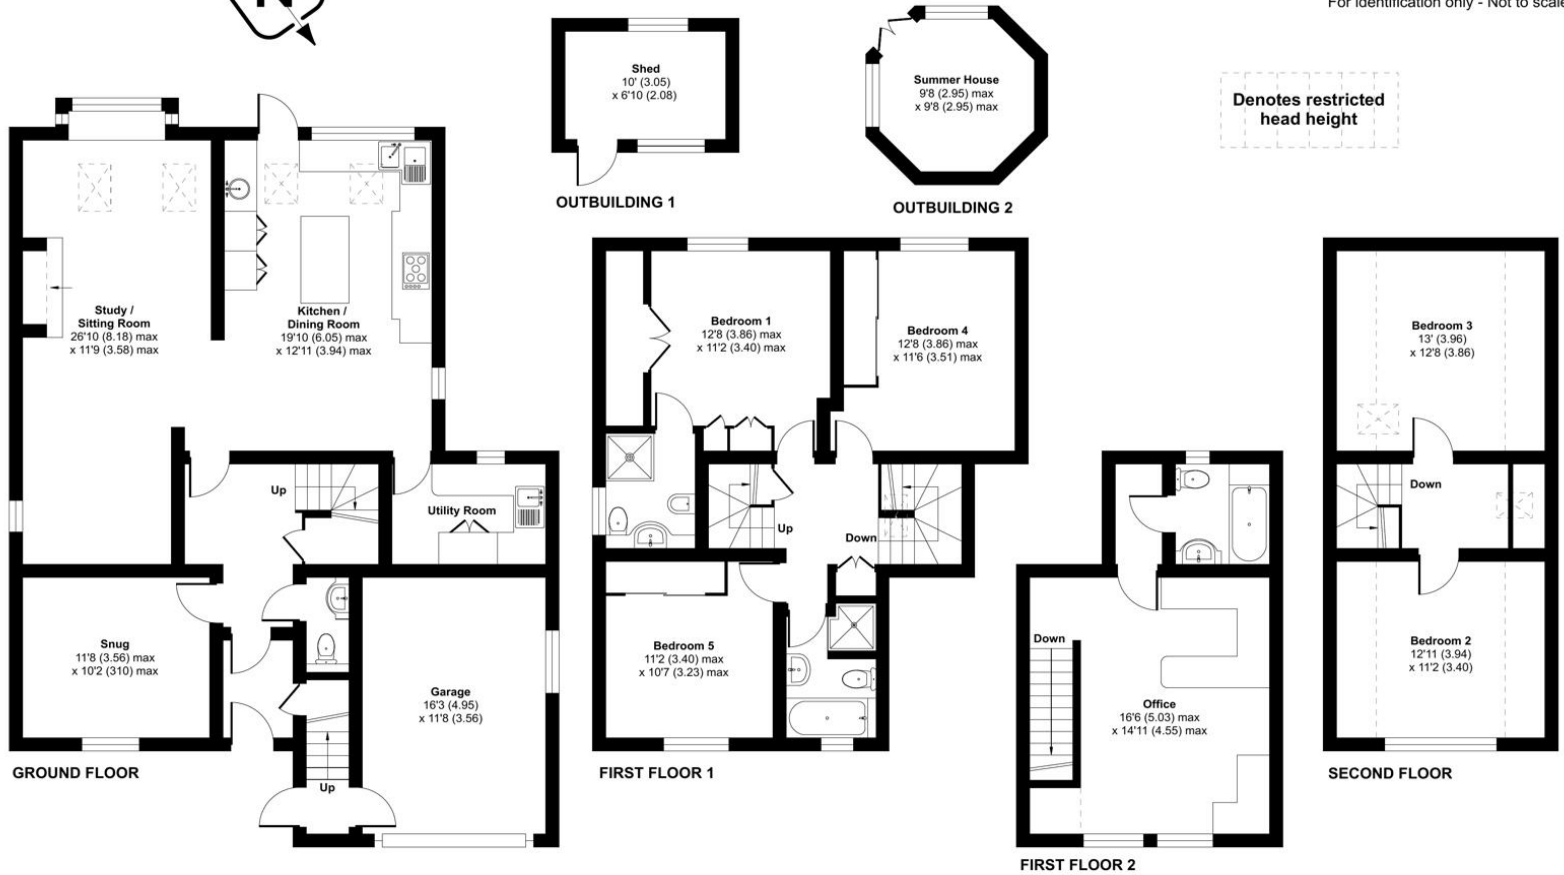 N
For identification only - Not to scale
Shed
10' (3.05)
x 6'10 (2.08)
OUTBUILDING 1
Summer House
9'8 (2.95) max
x 9'8 (2.95) max
OUTBUILDING 2
Denotes restricted
head height
Study /
Sitting Room
26'10 (8.18) max
x 11'9 (3.58) max
Kitchen /
Dining Room
19'10 (6.05) max
x 12'11 (3.94) max
Up
Utility Room
Snug
11'8 (3.56) max
x 10'2 (310) max
Garage
16'3 (4.95)
x 11'8 (3.56)
Up
GROUND FLOOR
Bedroom 1
12'8 (3.86) max
x 11'2 (3.40) max
Bedroom 4
12'8 (3.86) max
x 11'6 (3.51) max
Up
Down
Bedroom 5
11'2 (3.40) max
x 10'7 (3.23) max
FIRST FLOOR 1
Down
Office
16'6 (5.03) max
x 14'11 (4.55) max
FIRST FLOOR 2
Bedroom 3
13' (3.96)
x 12'8 (3.86)
Down
Bedroom 2
12'11 (3.94)
x 11'2 (3.40)
SECOND FLOOR